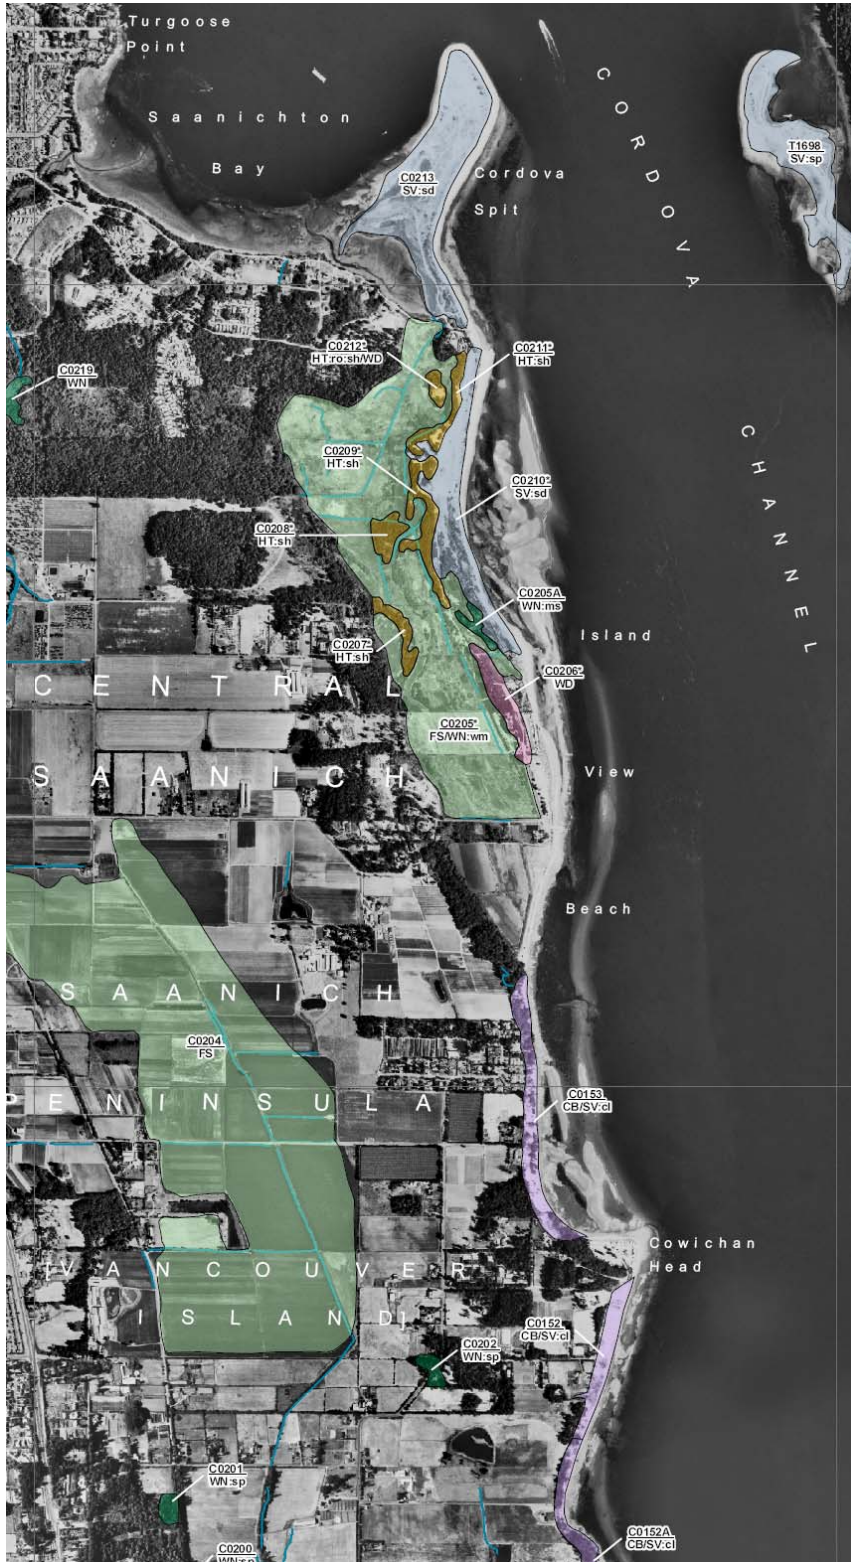 Turgoose
Point
Saanichton
Bay
CORDOVA
T1698
SV:sp
C0213
SV:sd
Cordova
Spit
C0212*
HT:ro:sh/WD
C0211*
HT:sh
C0219
WN
CHANNEL
C0209*
HT:sh
C0210*
SV:sd
C0208*
HT:sh
C0205A
WN:ms
Island
C0207*
HT:sh
C0206*
WD
CENTRAL
C0205*
FS/WN:wm
SAANICH
View
Beach
SAANICH
C0204
FS
C0153
CB/SV:cl
PENINSULA
Cowichan
Head
[VANCOUVER
ISLAND]
C0152
CB/SV:cl
C0202
WN:sp
C0201
WN:sp
C0152A
CB/SV:cl
C0200
WN:sp